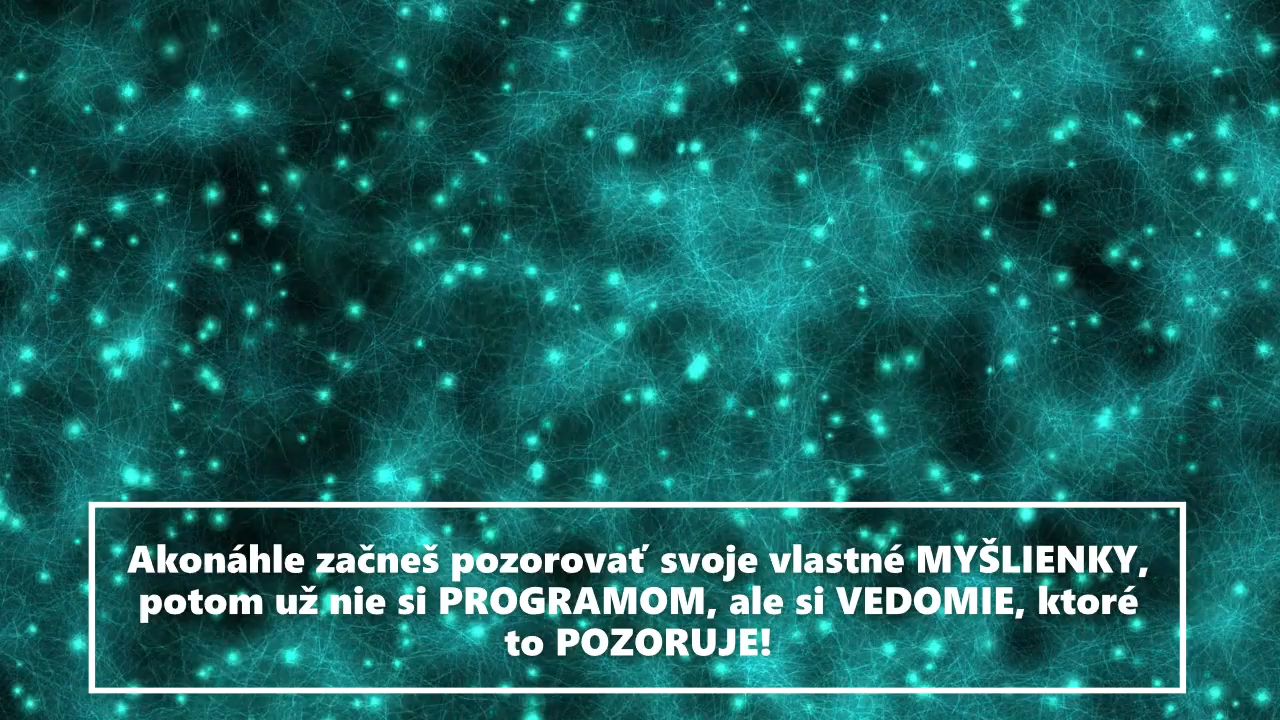 Akonáhle začneš pozorovať svoje vlastné MYŠLIENKY,
potom už nie si PROGRAMOM, ale si VEDOMIE, ktoré
to POZORUJE!